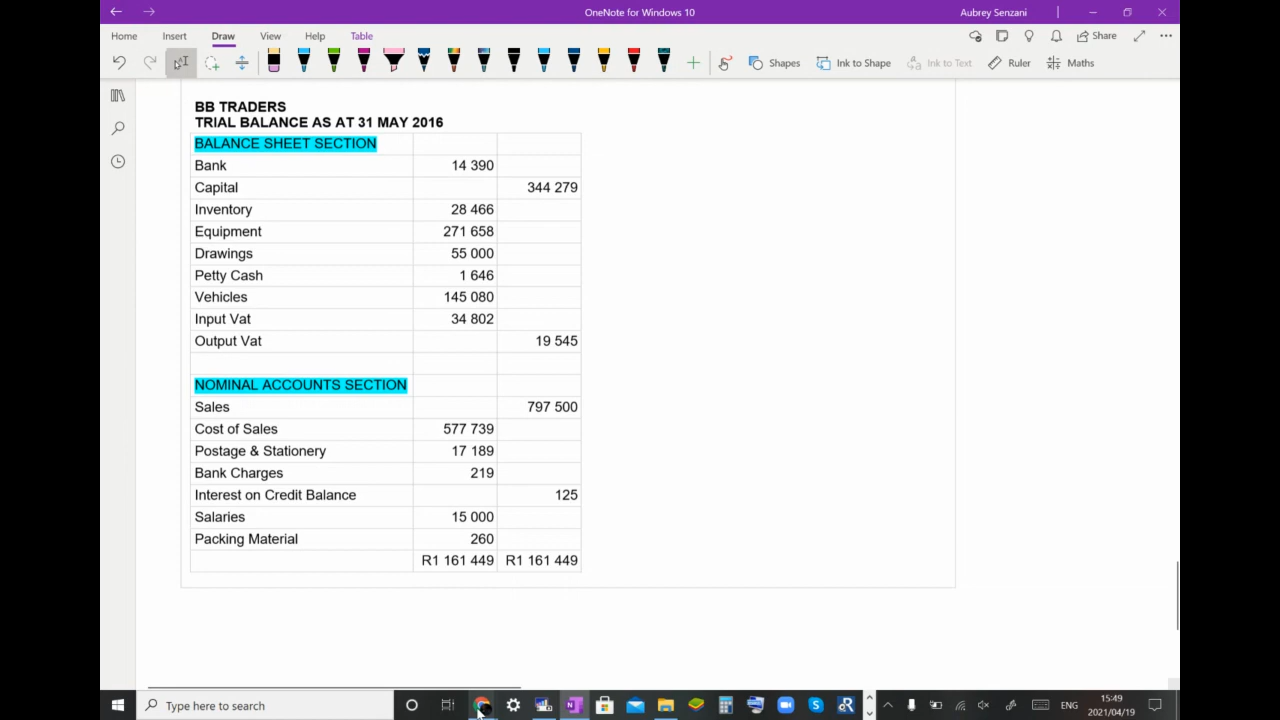 OneNote for Windows 10
Aubrey Senzani
Home Insert Draw View Help Table
Share
Shapes Ink to Shape Ink to Text Ruler Maths
BB TRADERS
TRIAL BALANCE AS AT 31 MAY 2016
BALANCE SHEET SECTION
Bank 14 390
Capital 344 279
Inventory 28 466
Equipment 271 658
Drawings 55 000
Petty Cash 1 646
Vehicles 145 080
Input Vat 34 802
Output Vat 19 545
NOMINAL ACCOUNTS SECTION
Sales 797 500
Cost of Sales 577 739
Postage & Stationery 17 189
Bank Charges 219
Interest on Credit Balance 125
Salaries 15 000
Packing Material 260
R1 161 449 R1 161 449
Type here to search
ENG
15:49
2021/04/19